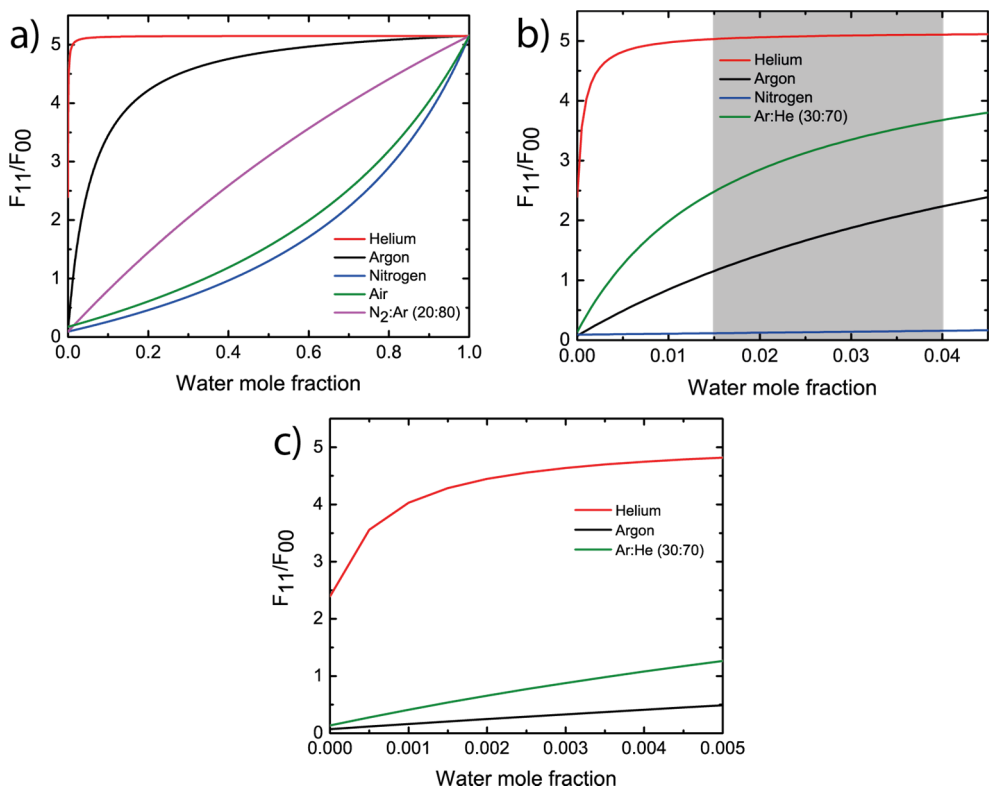 a)
F11/F00
5
4
3
2
1
0
0.0 0.2 0.4 0.6 0.8 1.0
Water mole fraction
Helium
Argon
Nitrogen
Air
N2:Ar (20:80)
b)
F11/F00
5
4
3
2
1
0
0.00 0.01 0.02 0.03 0.04
Water mole fraction
Helium
Argon
Nitrogen
Ar:He (30:70)
c)
F11/F00
5
4
3
2
1
0
0.000 0.001 0.002 0.003 0.004 0.005
Water mole fraction
Helium
Argon
Ar:He (30:70)